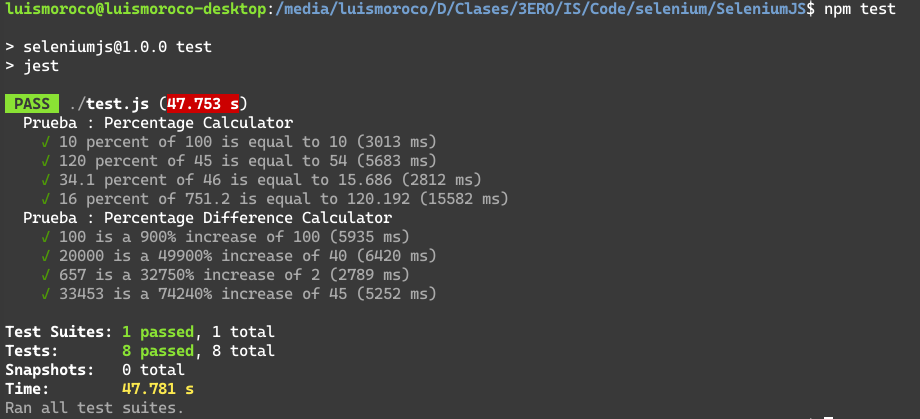 luismoroco@luismoroco-desktop:/media/luismoroco/D/Clases/3ERO/IS/Code/selenium/SeleniumJS$ npm test
> seleniumjs@1.0.0 test
> jest
PASS ./test.js (47.753 s)
Prueba : Percentage Calculator
✓ 10 percent of 100 is equal to 10 (3013 ms)
✓ 120 percent of 45 is equal to 54 (5683 ms)
✓ 34.1 percent of 46 is equal to 15.686 (2812 ms)
✓ 16 percent of 751.2 is equal to 120.192 (15582 ms)
Prueba : Percentage Difference Calculator
✓ 100 is a 900% increase of 100 (5935 ms)
✓ 20000 is a 49900% increase of 40 (6420 ms)
✓ 657 is a 32750% increase of 2 (2789 ms)
✓ 33453 is a 74240% increase of 45 (5252 ms)
Test Suites: 1 passed, 1 total
Tests: 8 passed, 8 total
Snapshots: 0 total
Time: 47.781 s
Ran all test suites.